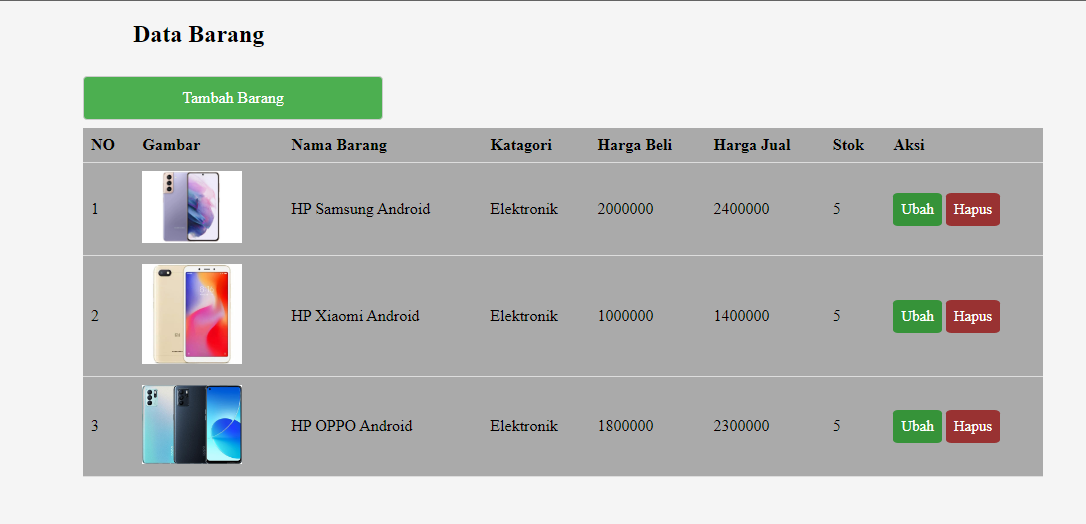 Data Barang
Tambah Barang
NO Gambar Nama Barang Katagori Harga Beli Harga Jual Stok Aksi
1 HP Samsung Android Elektronik 2000000 2400000 5 Ubah Hapus
2 HP Xiaomi Android Elektronik 1000000 1400000 5 Ubah Hapus
3 HP OPPO Android Elektronik 1800000 2300000 5 Ubah Hapus